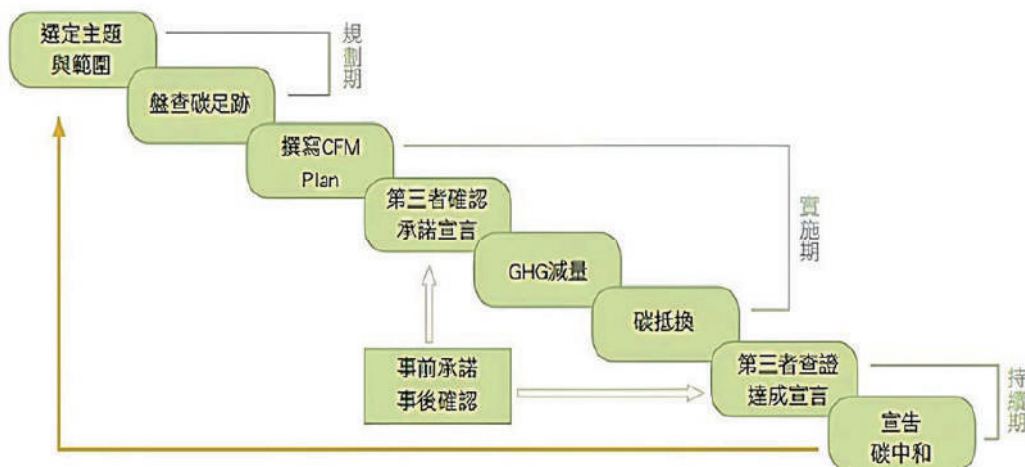 選定主題
與範圍
規劃期
盤查碳足跡
撰寫CFM
Plan
第三者確認
承諾宣言
實施期
GHG減量
碳抵換
事前承諾
事後確認
第三者查證
達成宣言
持續期
宣告
碳中和